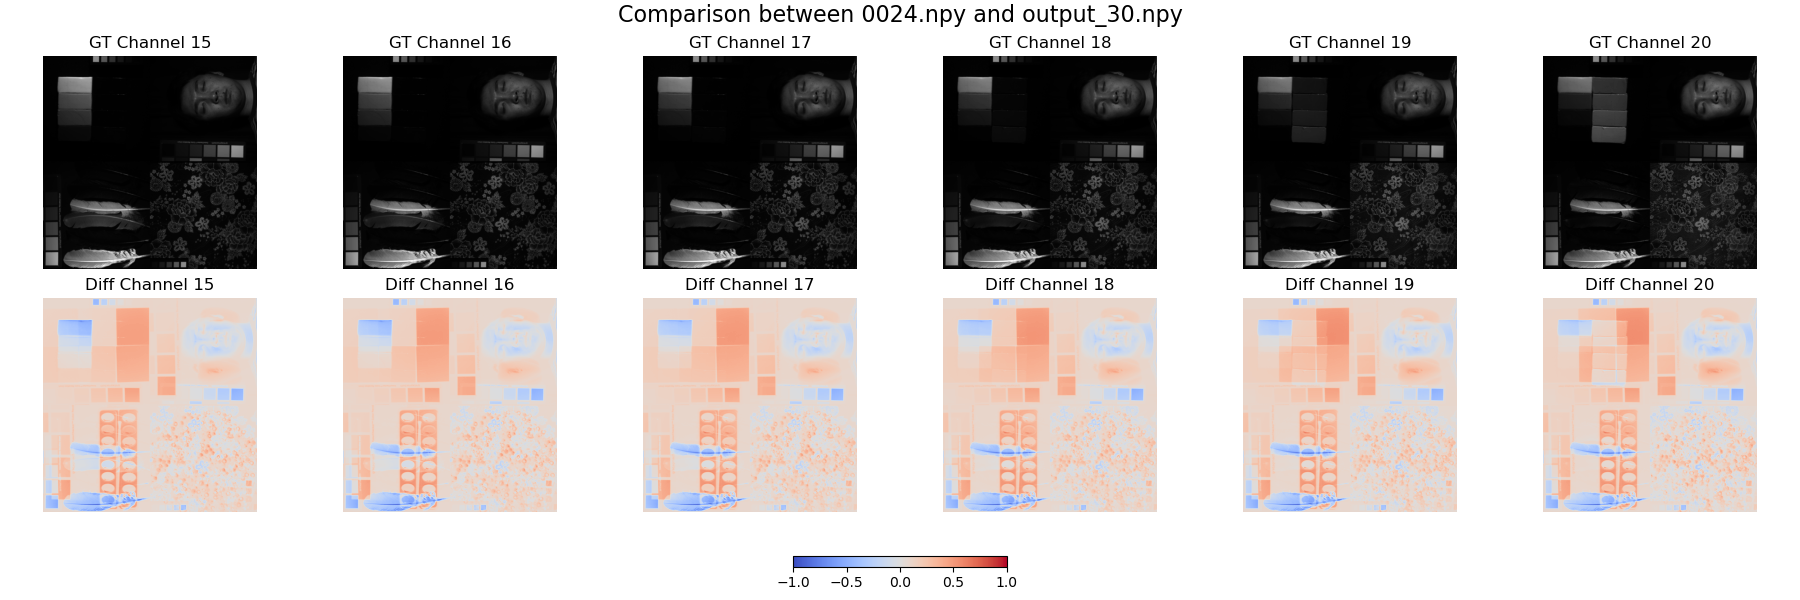 Comparison between 0024.npy and output_30.npy
GT Channel 15
GT Channel 16
GT Channel 17
GT Channel 18
GT Channel 19
GT Channel 20
Diff Channel 15
Diff Channel 16
Diff Channel 17
Diff Channel 18
Diff Channel 19
Diff Channel 20
−1.0 −0.5 0.0 0.5 1.0